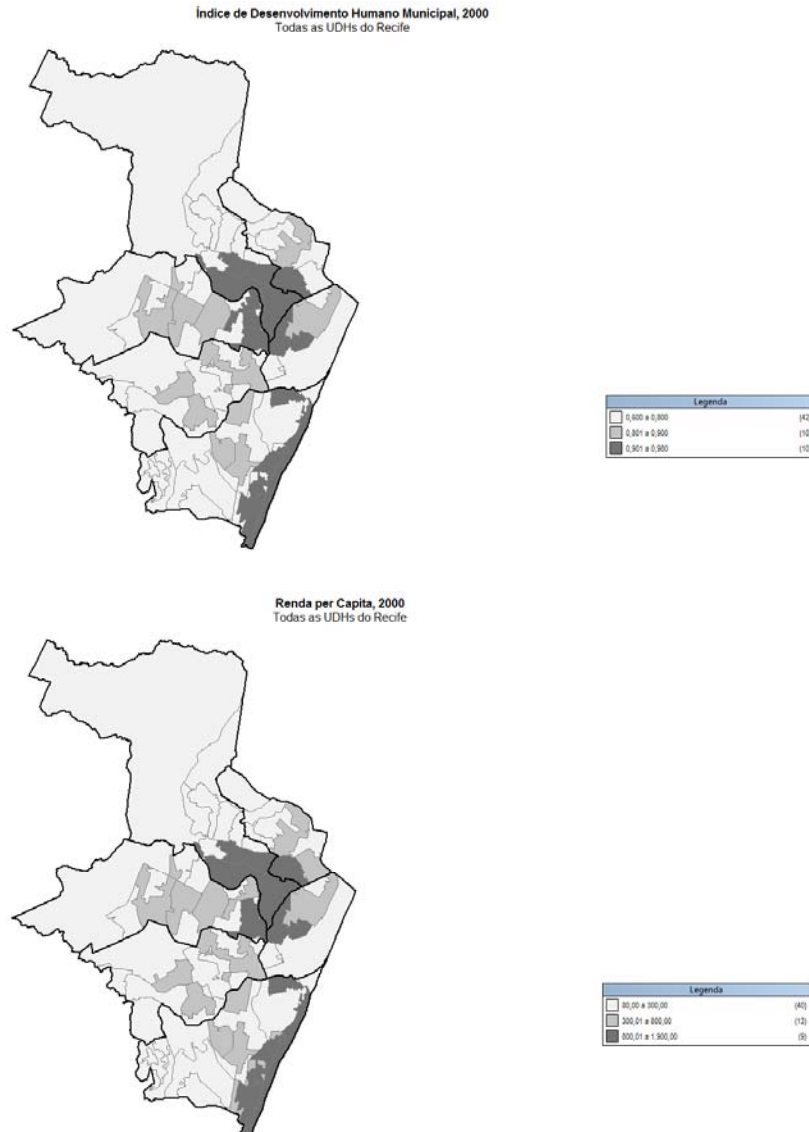 Índice de Desenvolvimento Humano Municipal, 2000
Todas as UDHs do Recife
Legenda
0,600 a 0,800
0,801 a 0,900
0,901 a 0,980
Renda per Capita, 2000
Todas as UDHs do Recife
Legenda
80,00 a 300,00 (40)
300,01 a 800,00
800,01 a 1.900,00 (9)